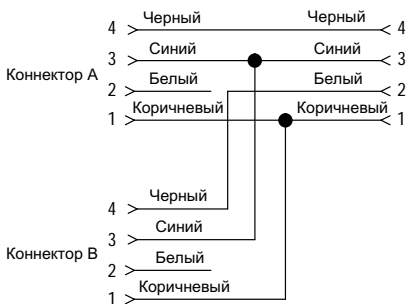 4 Черный Черный 4
3 Синий Синий 3
Коннектор А
2 Белый Белый 2
1 Коричневый Коричневый 1
4 Черный
3 Синий
Коннектор В
2 Белый
1 Коричневый